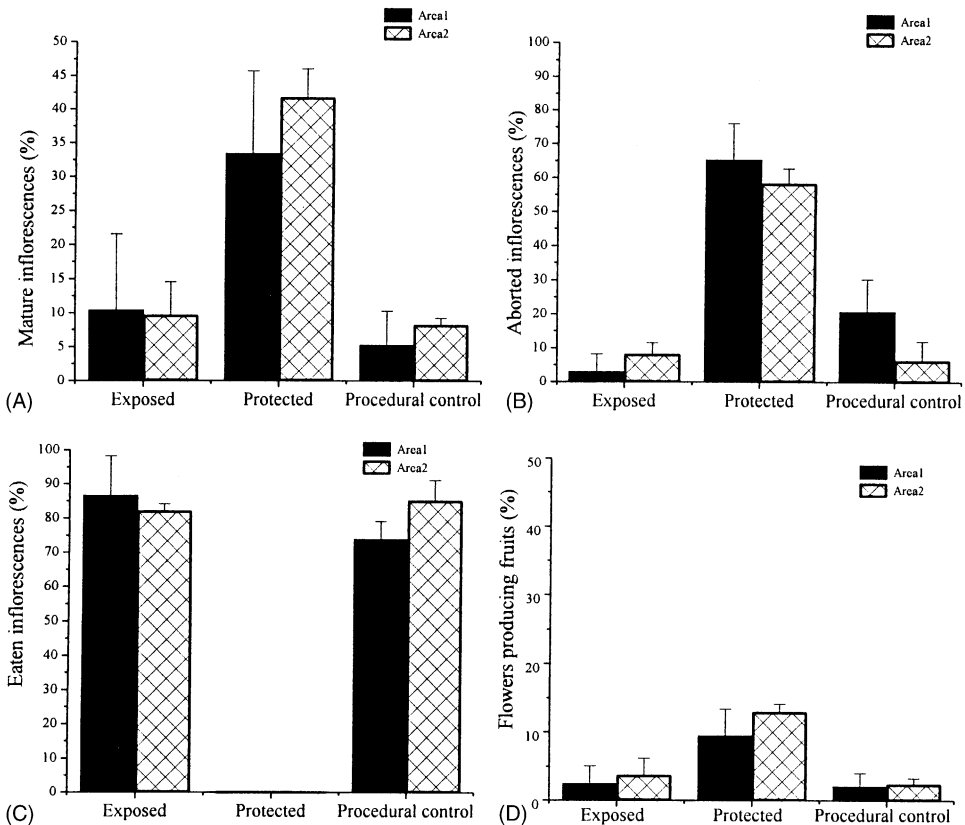 Area1
Area2
Mature inflorescences (%)
50
45
40
35
30
25
20
15
10
5
0
Exposed Protected Procedural control
(A)
Area1
Area2
Aborted inflorescences (%)
100
90
80
70
60
50
40
30
20
10
0
Exposed Protected Procedural control
(B)
Area1
Area2
Eaten inflorescences (%)
100
90
80
70
60
50
40
30
20
10
0
Exposed Protected Procedural control
(C)
Area1
Area2
Flowers producing fruits (%)
50
40
30
20
10
0
Exposed Protected Procedural control
(D)